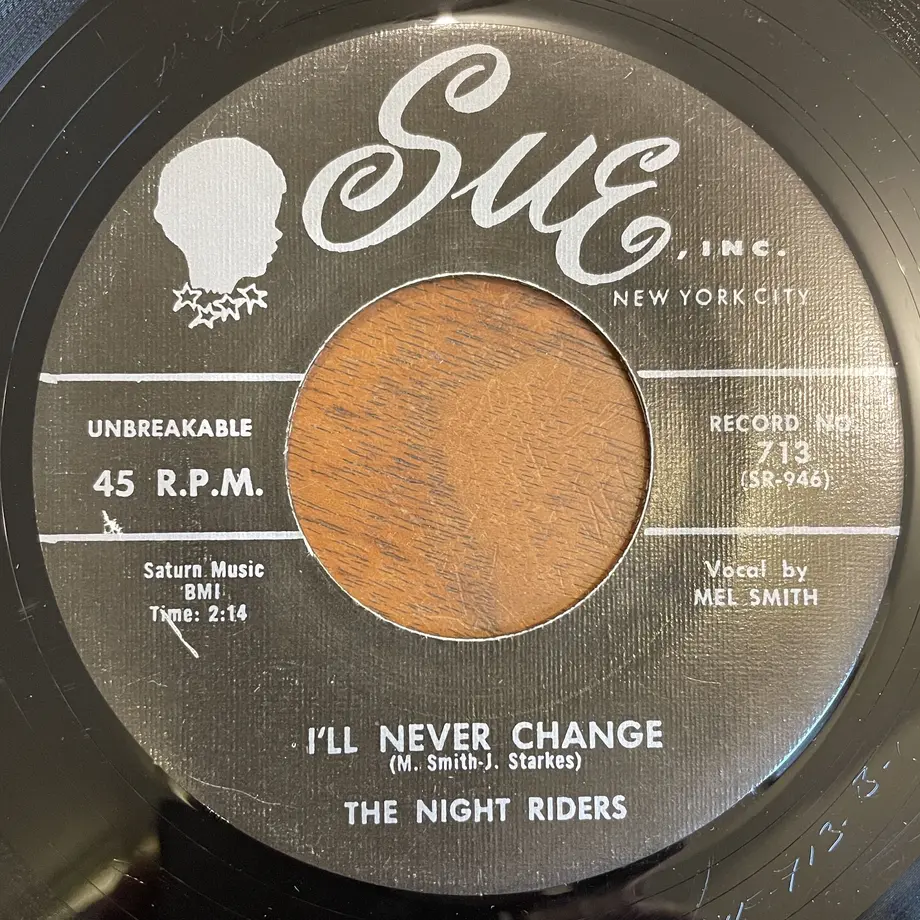 Sue, INC.
NEW YORK CITY
UNBREAKABLE
45 R.P.M.
RECORD NO.
713
(SR-946)
Saturn Music
BMI
Time: 2:14
Vocal by
MEL SMITH
I'LL NEVER CHANGE
(M. Smith-J. Starkes)
THE NIGHT RIDERS